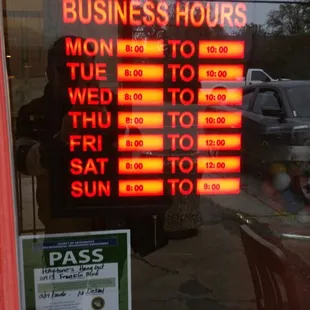 BUSINESS HOURS
MON 8:00 TO 10:00
TUE 8:00 TO 10:00
WED 8:00 TO 10:00
THU 8:00 TO 10:00
FRI 8:00 TO 12:00
SAT 8:00 TO 12:00
SUN 8:00 TO 9:00
PASS